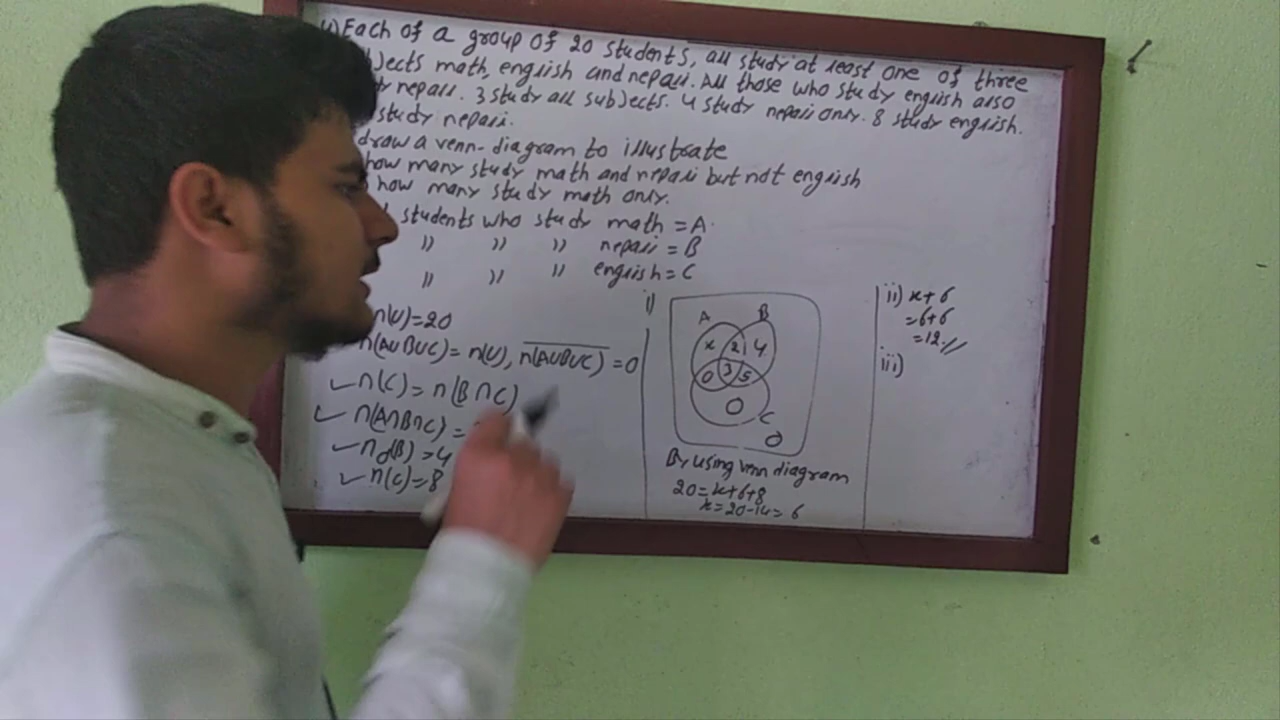 Each of a group of 20 students, all study at least one of three
jects math, english and nepali. All those who study english also
nepali. 3 study all subjects. 4 study nepali only. 8 study english.
study nepali.
draw a venn-diagram to illustrate
how many study math and nepali but not english
how many study math only.
students who study math = A.
" " " nepali = B
" " " english = C
n(U)=20
n(AUBUC)= n(U), n(AUBUC) = 0
✓ n(C) = n(B∩C)
✓ n(A∩B∩C) =
✓ no(B) = 4
✓ n(C) = 8
i)
A B
x 2 4
0 3 5
0 C
By using venn diagram
20 = x+6+8
x = 20-14 = 6
ii) x+6
= 6+6
= 12 //
iii)